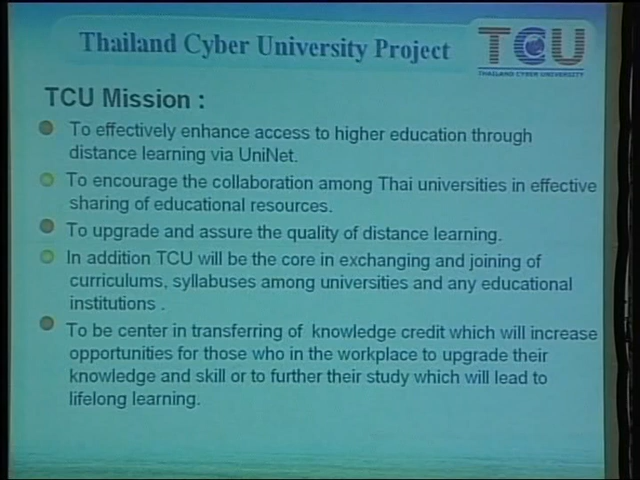 Thailand Cyber University Project
TCU
THAILAND CYBER UNIVERSITY
TCU Mission :
To effectively enhance access to higher education through
distance learning via UniNet.
To encourage the collaboration among Thai universities in effective
sharing of educational resources.
To upgrade and assure the quality of distance learning.
In addition TCU will be the core in exchanging and joining of
curriculums, syllabuses among universities and any educational
institutions .
To be center in transferring of knowledge credit which will increase
opportunities for those who in the workplace to upgrade their
knowledge and skill or to further their study which will lead to
lifelong learning.